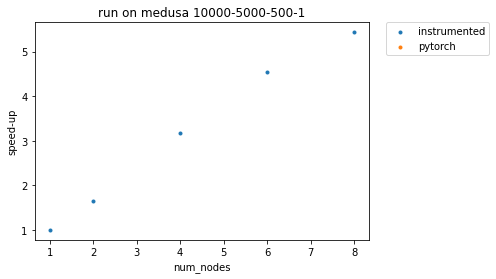 run on medusa 10000-5000-500-1
instrumented
pytorch
speed-up
5
4
3
2
1
1 2 3 4 5 6 7 8
num_nodes